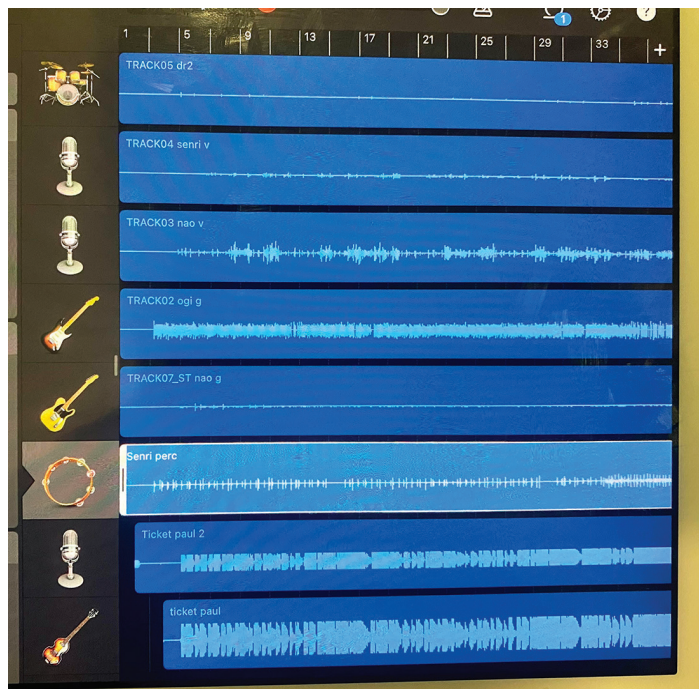 1 5 9 13 17 21 25 29 33 +
1
?
TRACK05 dr2
TRACK04 senri v
TRACK03 nao v
TRACK02 ogi g
TRACK07_ST nao g
Senri perc
Ticket paul 2
ticket paul